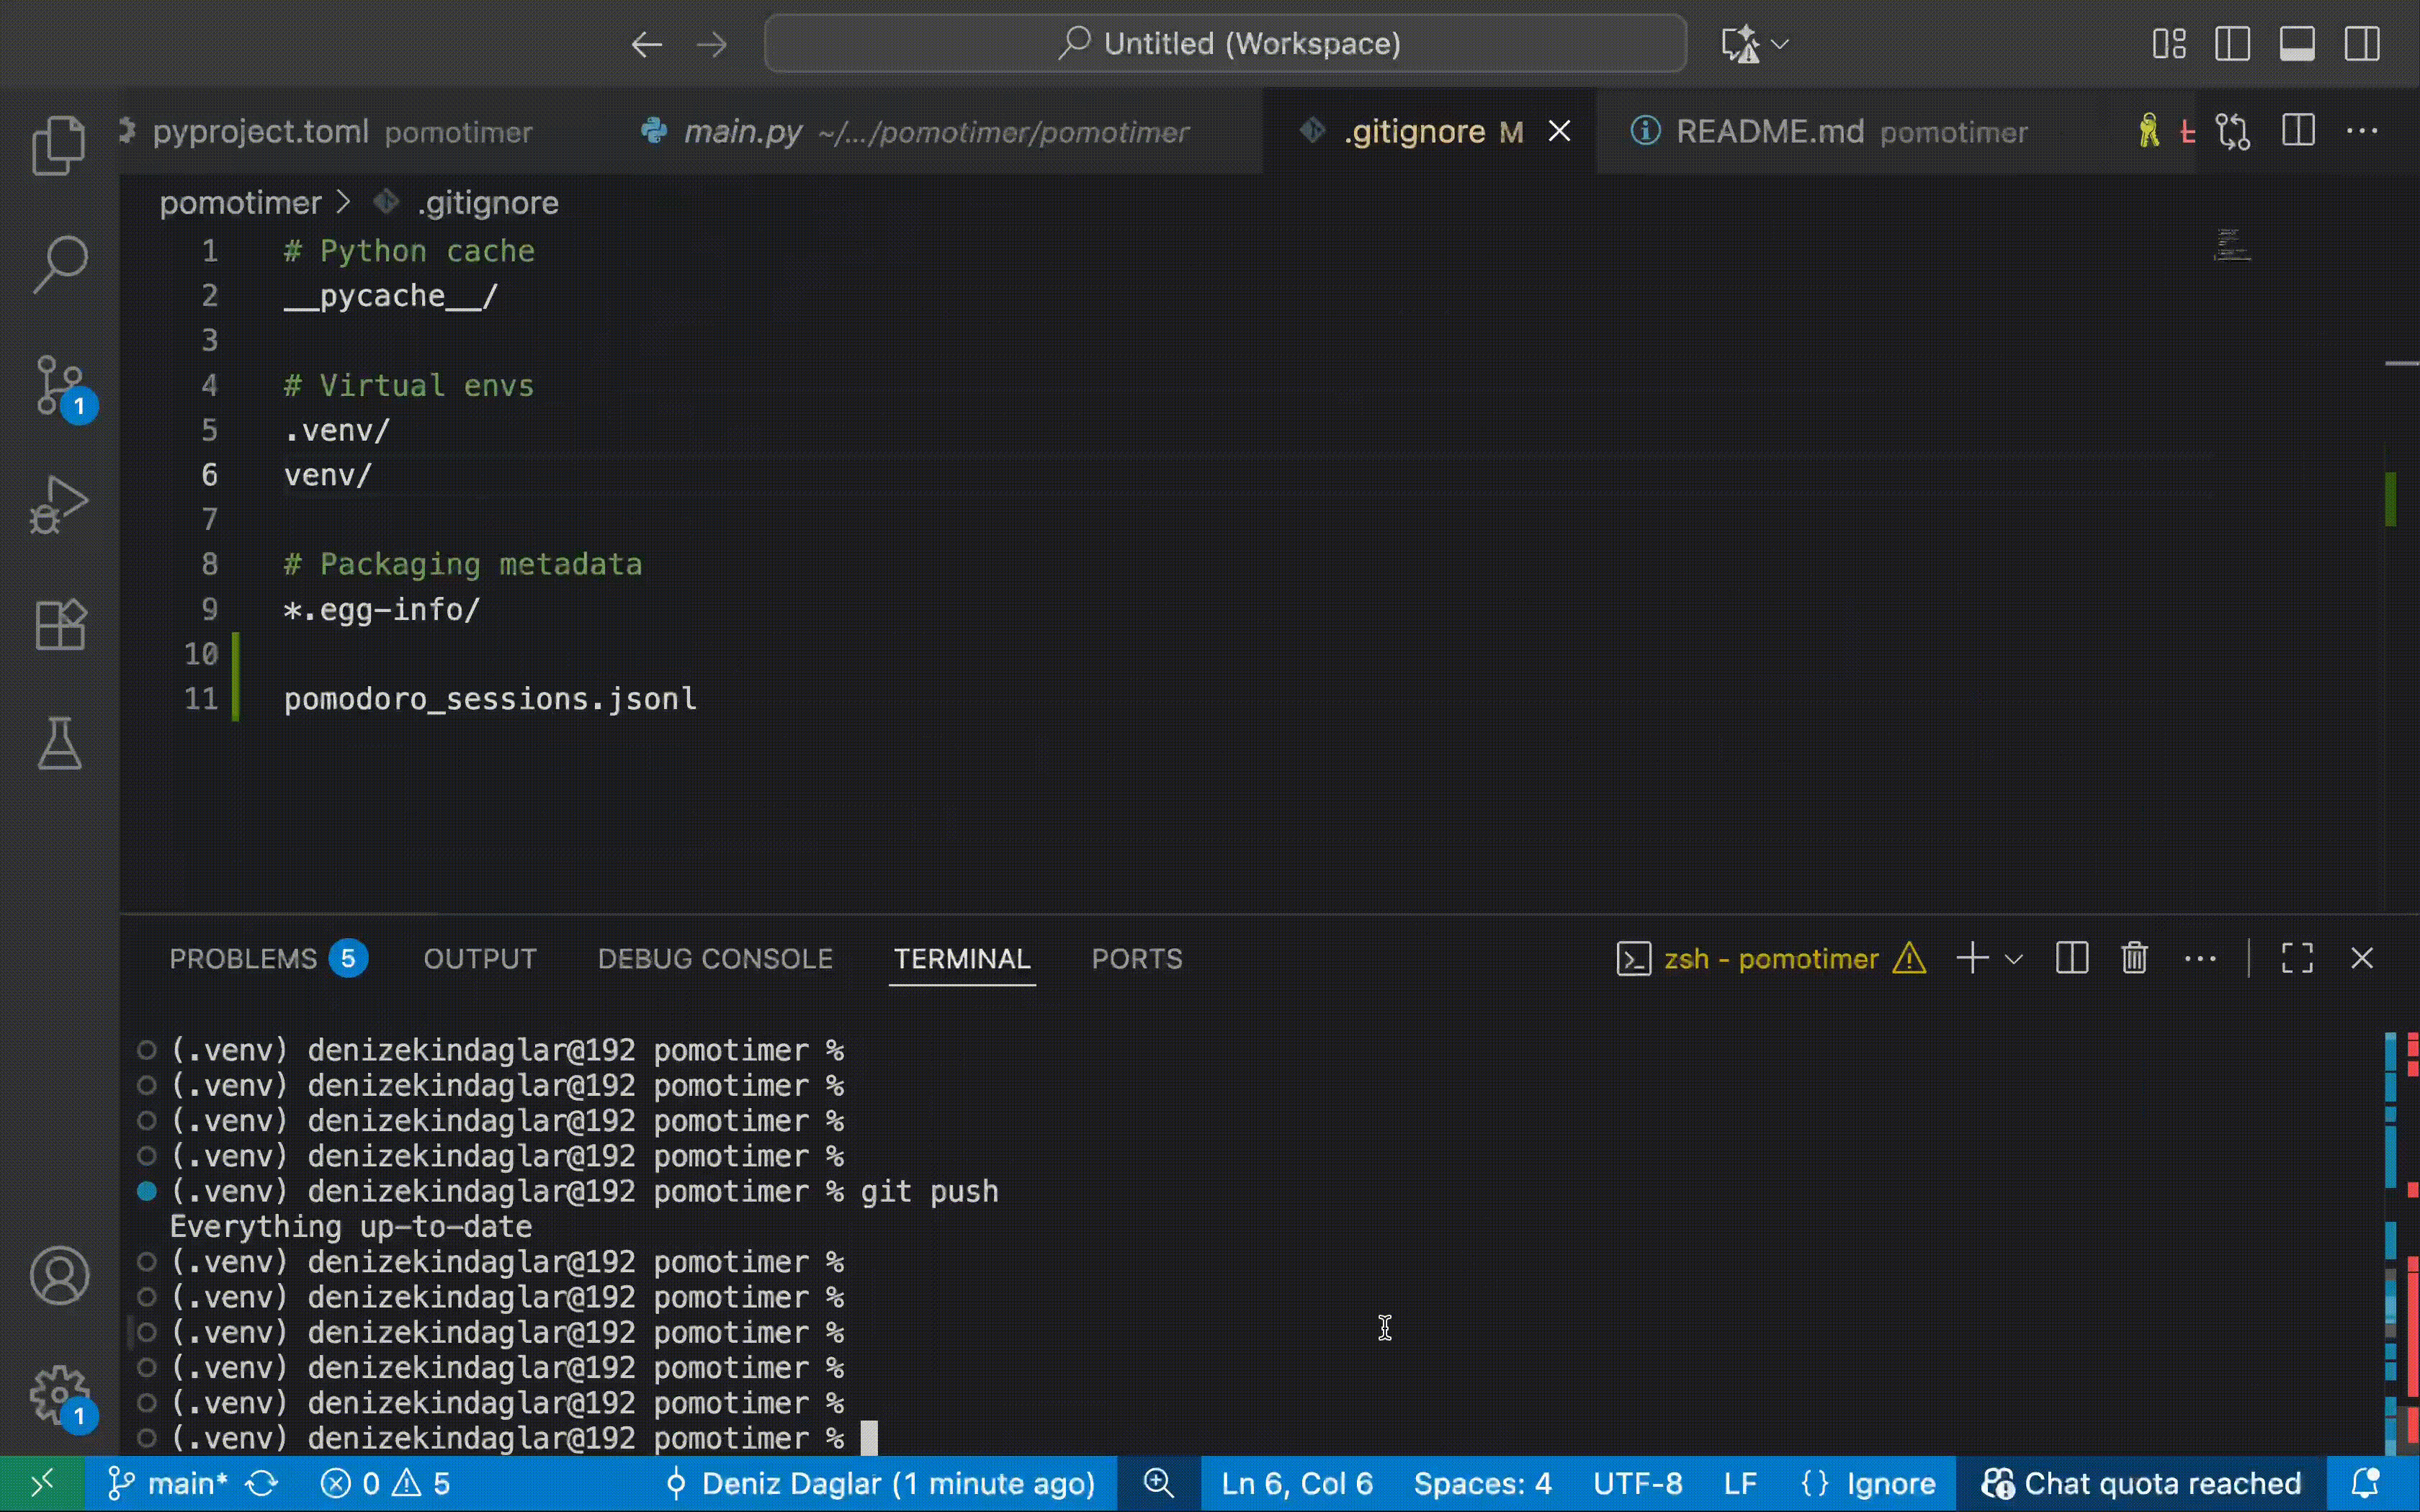 Untitled (Workspace)
pyproject.toml pomotimer
main.py ~/.../pomotimer/pomotimer
.gitignore M
README.md pomotimer
pomotimer > .gitignore
1 # Python cache
2 __pycache__/
3
4 # Virtual envs
5 .venv/
6 venv/
7
8 # Packaging metadata
9 *.egg-info/
10
11 pomodoro_sessions.jsonl
1
PROBLEMS 5 OUTPUT DEBUG CONSOLE TERMINAL PORTS
zsh - pomotimer
(.venv) denizekindaglar@192 pomotimer %
(.venv) denizekindaglar@192 pomotimer %
(.venv) denizekindaglar@192 pomotimer %
(.venv) denizekindaglar@192 pomotimer %
(.venv) denizekindaglar@192 pomotimer % git push
Everything up-to-date
(.venv) denizekindaglar@192 pomotimer %
(.venv) denizekindaglar@192 pomotimer %
(.venv) denizekindaglar@192 pomotimer %
(.venv) denizekindaglar@192 pomotimer %
(.venv) denizekindaglar@192 pomotimer %
(.venv) denizekindaglar@192 pomotimer %
1
main* 0 5 Deniz Daglar (1 minute ago) Ln 6, Col 6 Spaces: 4 UTF-8 LF {} Ignore Chat quota reached